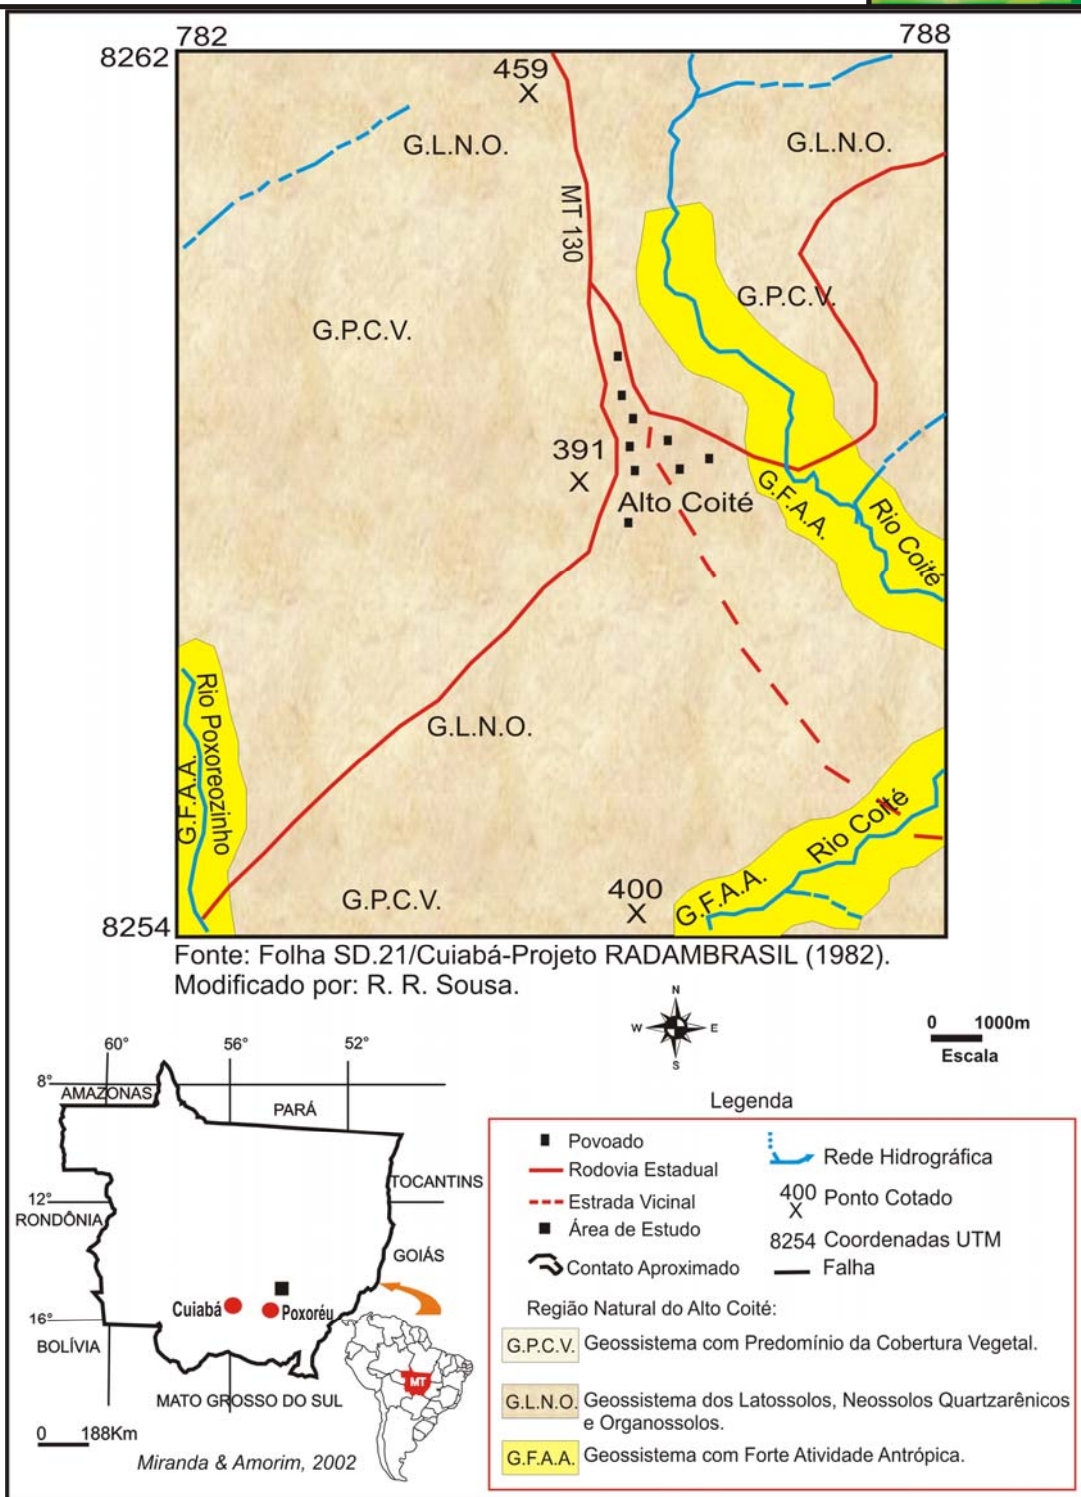 782
788
8262
459
X
G.L.N.O.
G.L.N.O.
MT 130
G.P.C.V.
G.P.C.V.
391
X
Alto Coité
G.F.A.A.
Rio Coité
Rio Poxoreozinho
G.F.A.A.
G.L.N.O.
Rio Coité
G.F.A.A.
G.P.C.V.
400
X
8254
Fonte: Folha SD.21/Cuiabá-Projeto RADAMBRASIL (1982).
Modificado por: R. R. Sousa.
N
W
E
S
0 1000m
Escala
60° 56° 52°
8°
AMAZONAS
PARÁ
TOCANTINS
12°
RONDÔNIA
GOIÁS
Cuiabá
Poxoréu
16°
BOLÍVIA
MATO GROSSO DO SUL
MT
0 188Km
Miranda & Amorim, 2002
Legenda
Povoado
Rodovia Estadual
Estrada Vicinal
Área de Estudo
Contato Aproximado
Rede Hidrográfica
400
X
Ponto Cotado
8254 Coordenadas UTM
Falha
Região Natural do Alto Coité:
G.P.C.V. Geossistema com Predomínio da Cobertura Vegetal.
G.L.N.O. Geossistema dos Latossolos, Neossolos Quartzarênicos
e Organossolos.
G.F.A.A. Geossistema com Forte Atividade Antrópica.